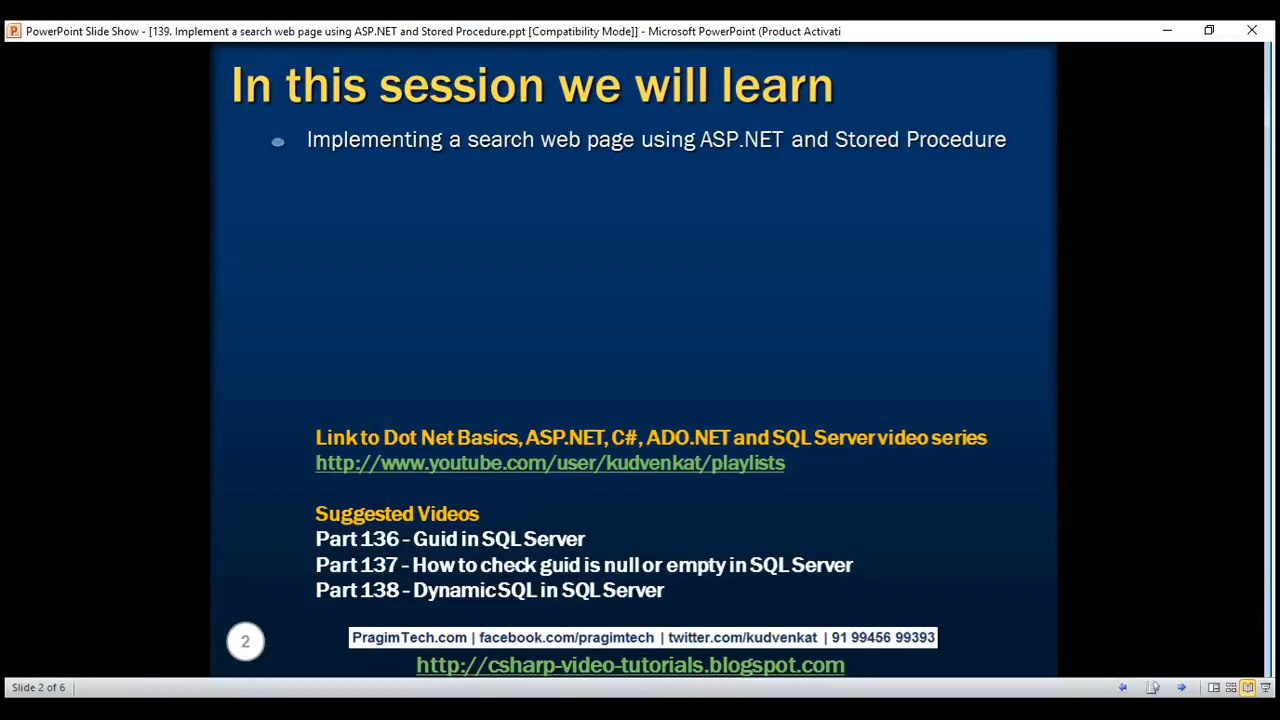 PowerPoint Slide Show - [139. Implement a search web page using ASP.NET and Stored Procedure.ppt [Compatibility Mode]] - Microsoft PowerPoint (Product Activati
In this session we will learn
Implementing a search web page using ASP.NET and Stored Procedure
Link to Dot Net Basics, ASP.NET, C#, ADO.NET and SQL Server video series
http://www.youtube.com/user/kudvenkat/playlists
Suggested Videos
Part 136 - Guid in SQL Server
Part 137 - How to check guid is null or empty in SQL Server
Part 138 - Dynamic SQL in SQL Server
2
PragimTech.com | facebook.com/pragimtech | twitter.com/kudvenkat | 91 99456 99393
http://csharp-video-tutorials.blogspot.com
Slide 2 of 6